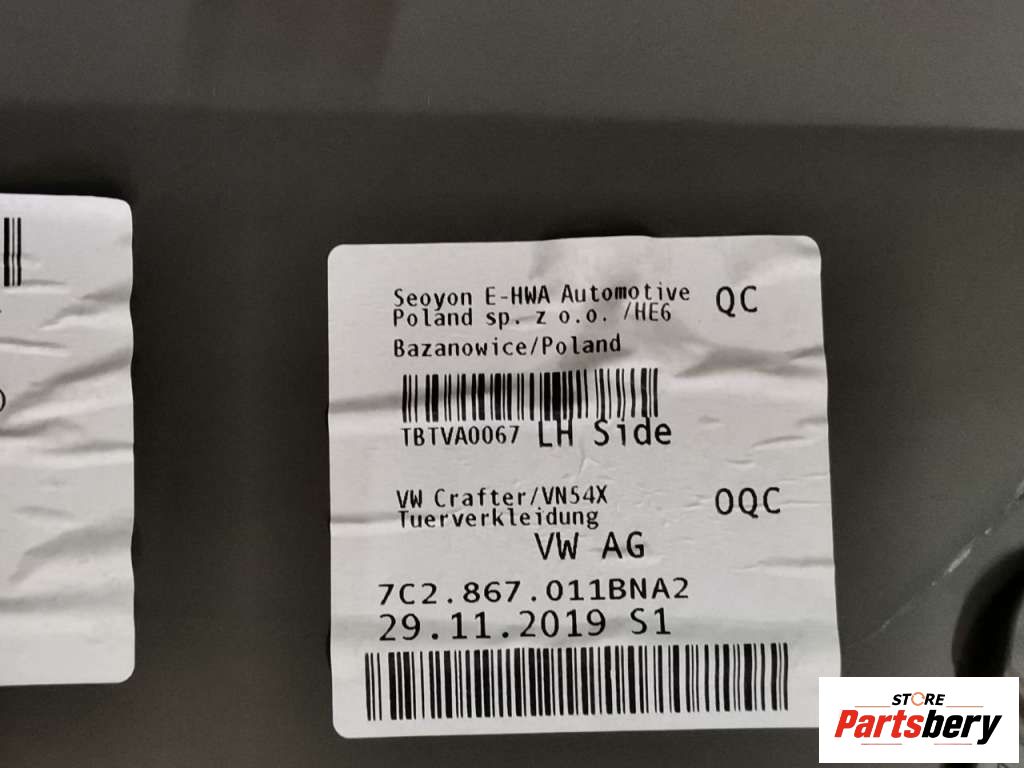 Seoyon E-HWA Automotive
Poland sp. z o.o. /HE6
QC
Bazanowice/Poland
TBTVA0067 LH Side
VW Crafter/VN54X
Tuerverkleidung
OQC
VW AG
7C2.867.011BNA2
29.11.2019 S1
STORE
Partsbery